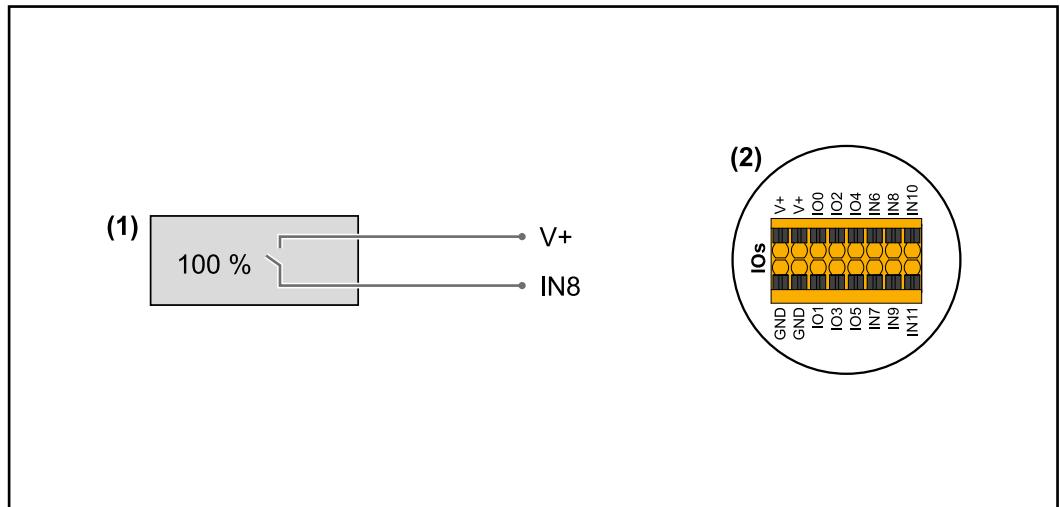 (1)
100 %
V+
IN8
(2)
V+ V+ IO0 IO2 IO4 IN6 IN8 IN10
IOs
GND GND IO1 IO3 IO5 IN7 IN9 IN11